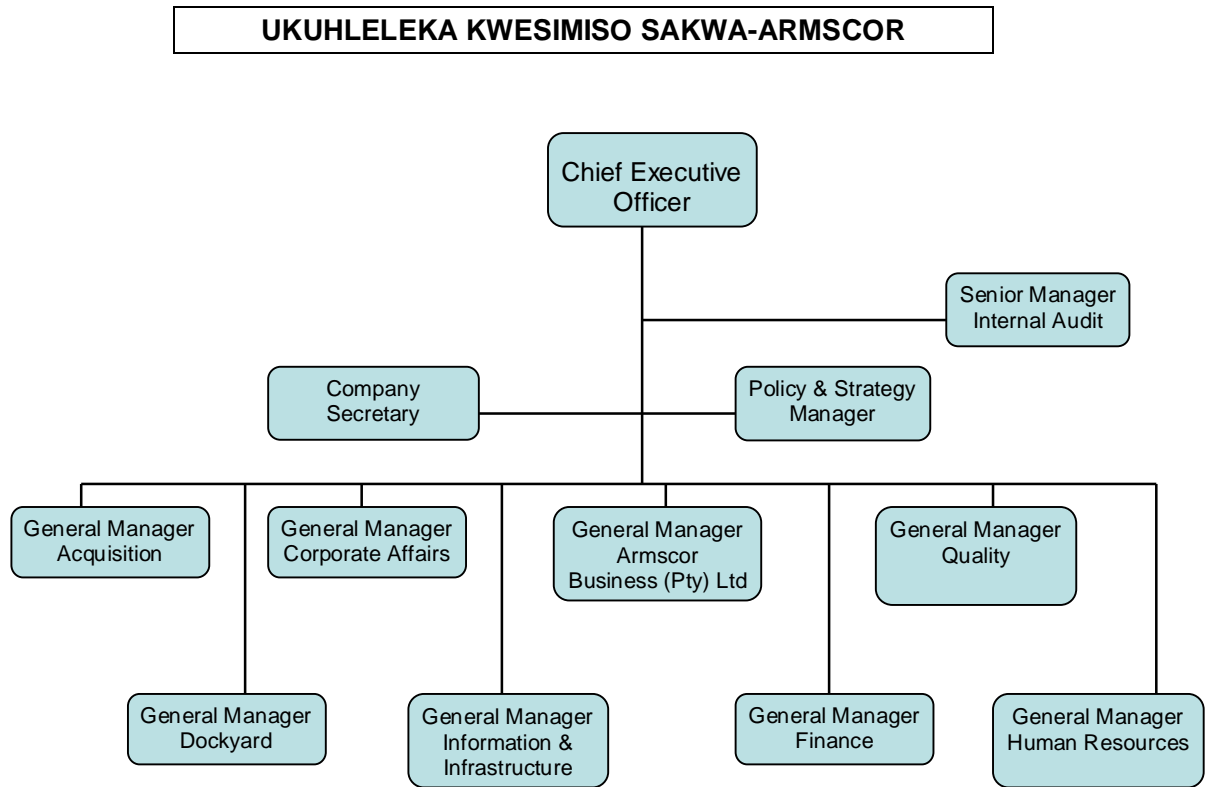 UKUHLELEKA KWESIMISO SAKWA-ARMSCOR
Chief Executive
Officer
Senior Manager
Internal Audit
Company
Secretary
Policy & Strategy
Manager
General Manager
Acquisition
General Manager
Corporate Affairs
General Manager
Armscor
Business (Pty) Ltd
General Manager
Quality
General Manager
Dockyard
General Manager
Information &
Infrastructure
General Manager
Finance
General Manager
Human Resources